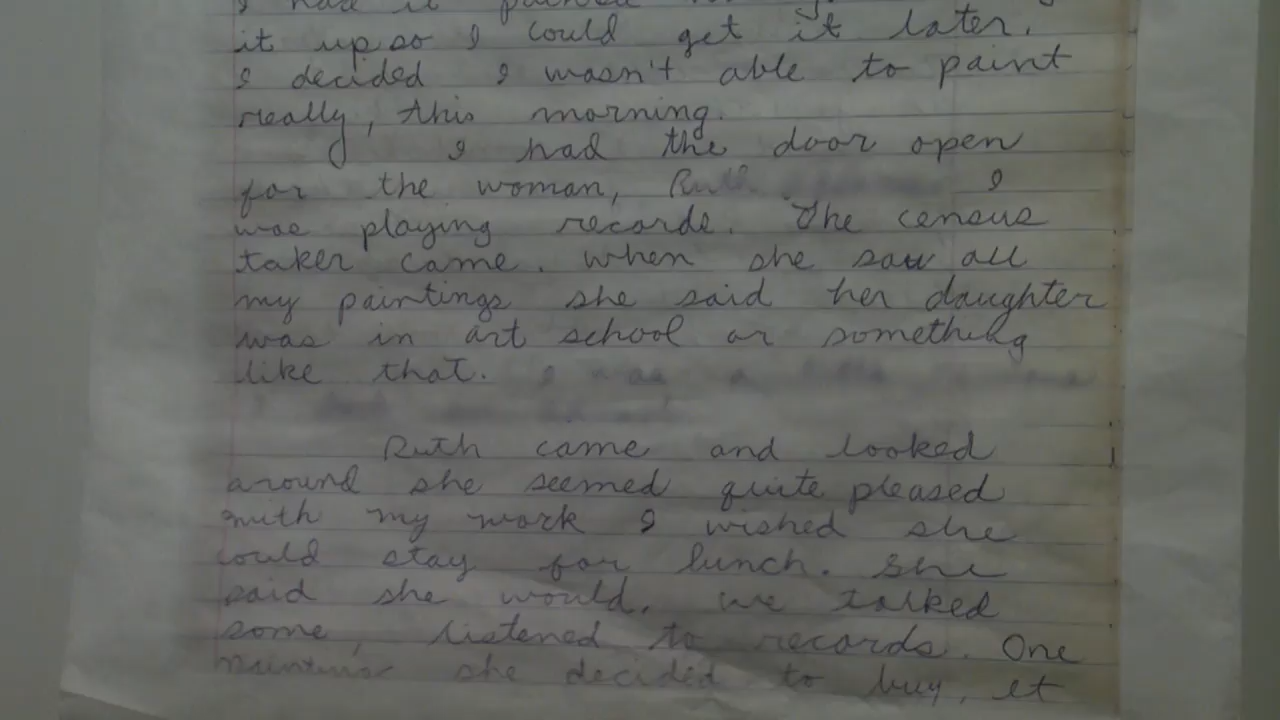 I had it
it up so I could get it later.
I decided I wasn't able to paint
really, this morning.
I had the door open
for the woman, Ruth I
was playing records. The census
taker came. When she saw all
my paintings she said her daughter
was in art school or something
like that.
Ruth came and looked
around she seemed quite pleased
with my work I wished she
could stay for lunch. She
said she would. We talked
some, listened to records. One
she decided to buy, it